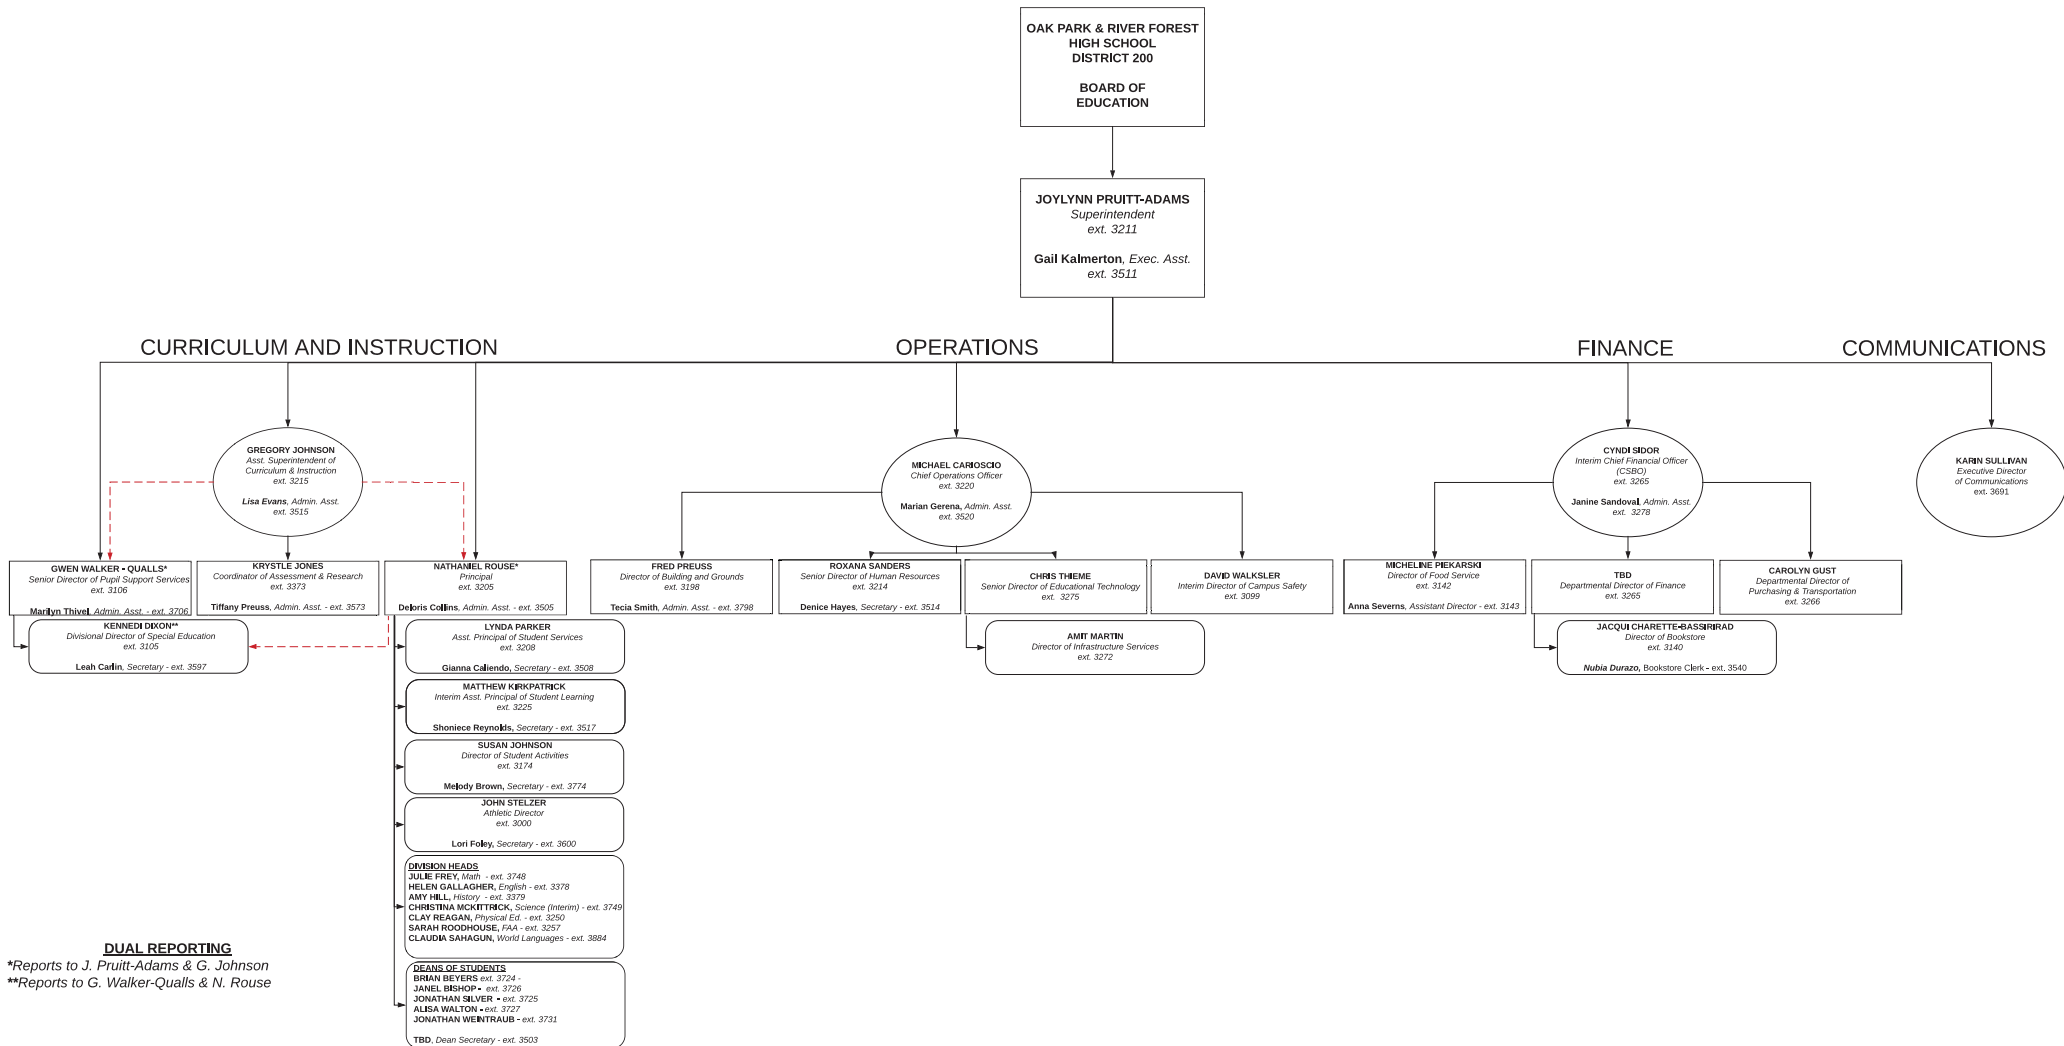 OAK PARK & RIVER FOREST
HIGH SCHOOL
DISTRICT 200
BOARD OF
EDUCATION
JOYLYNN PRUITT-ADAMS
Superintendent
ext. 3211
Gail Kalmerton, Exec. Asst.
ext. 3511
CURRICULUM AND INSTRUCTION
OPERATIONS
FINANCE
COMMUNICATIONS
GREGORY JOHNSON
Asst. Superintendent of
Curriculum & Instruction
ext. 3215
Lisa Evans, Admin. Asst.
ext. 3515
MICHAEL CARIOSCIO
Chief Operations Officer
ext. 3220
Marian Gerena, Admin. Asst.
ext. 3520
CYNDI SIDOR
Interim Chief Financial Officer
(CSBO)
ext. 3265
Janine Sandoval, Admin. Asst.
ext. 3278
KARIN SULLIVAN
Executive Director
of Communications
ext. 3691
GWEN WALKER - QUALLS*
Senior Director of Pupil Support Services
ext. 3106
Marilyn Thivel, Admin. Asst. - ext. 3706
KRYSTLE JONES
Coordinator of Assessment & Research
ext. 3373
Tiffany Preuss, Admin. Asst. - ext. 3573
NATHANIEL ROUSE*
Principal
ext. 3205
Deloris Collins, Admin. Asst. - ext. 3505
FRED PREUSS
Director of Building and Grounds
ext. 3198
Tecia Smith, Admin. Asst. - ext. 3798
ROXANA SANDERS
Senior Director of Human Resources
ext. 3214
Denice Hayes, Secretary - ext. 3514
CHRIS THIEME
Senior Director of Educational Technology
ext. 3275
DAVID WALKSLER
Interim Director of Campus Safety
ext. 3099
MICHELINE PIEKARSKI
Director of Food Service
ext. 3142
Anna Severns, Assistant Director - ext. 3143
TBD
Departmental Director of Finance
ext. 3265
CAROLYN GUST
Departmental Director of
Purchasing & Transportation
ext. 3266
KENNEDI DIXON**
Divisional Director of Special Education
ext. 3105
Leah Carlin, Secretary - ext. 3597
LYNDA PARKER
Asst. Principal of Student Services
ext. 3208
Gianna Caliendo, Secretary - ext. 3508
AMIT MARTIN
Director of Infrastructure Services
ext. 3272
JACQUI CHARETTE-BASSIRIRAD
Director of Bookstore
ext. 3140
Nubia Durazo, Bookstore Clerk - ext. 3540
MATTHEW KIRKPATRICK
Interim Asst. Principal of Student Learning
ext. 3225
Shoniece Reynolds, Secretary - ext. 3517
SUSAN JOHNSON
Director of Student Activities
ext. 3174
Melody Brown, Secretary - ext. 3774
JOHN STELZER
Athletic Director
ext. 3000
Lori Foley, Secretary - ext. 3600
DIVISION HEADS
JULIE FREY, Math - ext. 3748
HELEN GALLAGHER, English - ext. 3378
AMY HILL, History - ext. 3379
CHRISTINA MCKITTRICK, Science (Interim) - ext. 3749
CLAY REAGAN, Physical Ed. - ext. 3250
SARAH ROODHOUSE, FAA - ext. 3257
CLAUDIA SAHAGUN, World Languages - ext. 3884
DUAL REPORTING
*Reports to J. Pruitt-Adams & G. Johnson
**Reports to G. Walker-Qualls & N. Rouse
DEANS OF STUDENTS
BRIAN BEYERS ext. 3724 -
JANEL BISHOP - ext. 3726
JONATHAN SILVER - ext. 3725
ALISA WALTON - ext. 3727
JONATHAN WEINTRAUB - ext. 3731
TBD, Dean Secretary - ext. 3503